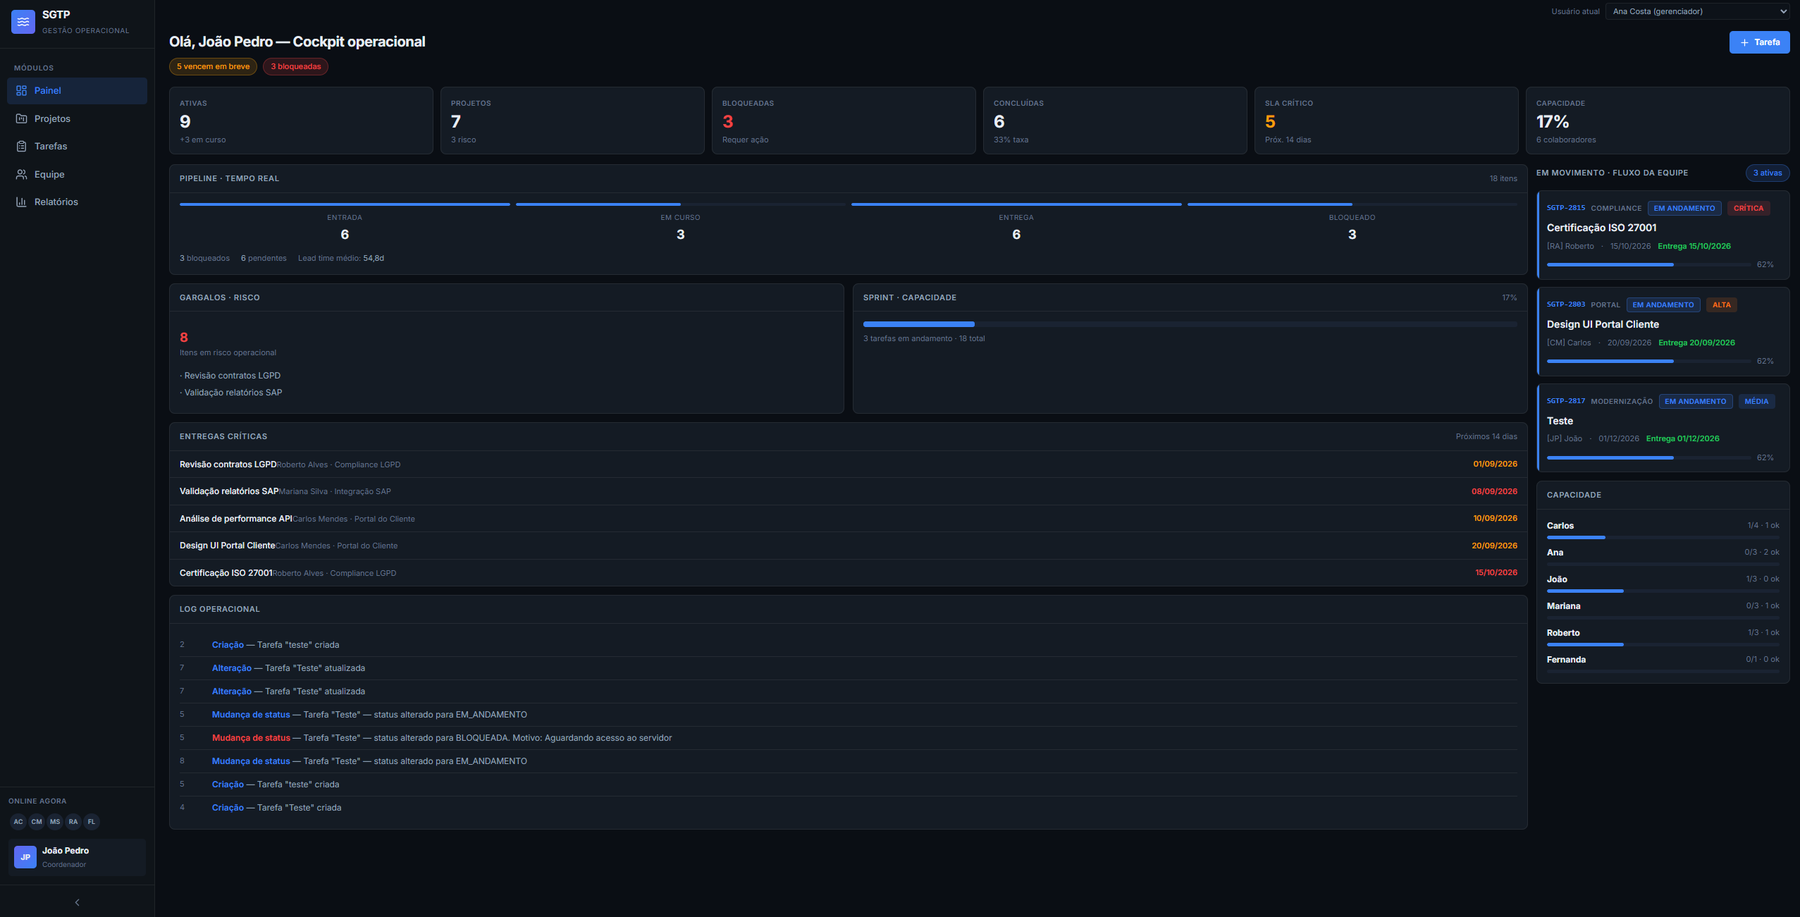 SGTP
GESTÃO OPERACIONAL
MÓDULOS
Painel
Projetos
Tarefas
Equipe
Relatórios
ONLINE AGORA
AC CM MS RA FL
JP
João Pedro
Coordenador
Usuário atual Ana Costa (gerenciador)
Olá, João Pedro — Cockpit operacional
+ Tarefa
5 vencem em breve 3 bloqueadas
ATIVAS
9
+3 em curso
PROJETOS
7
3 risco
BLOQUEADAS
3
Requer ação
CONCLUÍDAS
6
33% taxa
SLA CRÍTICO
5
Próx. 14 dias
CAPACIDADE
17%
6 colaboradores
PIPELINE · TEMPO REAL 18 itens
ENTRADA
6
EM CURSO
3
ENTREGA
6
BLOQUEADO
3
3 bloqueados 6 pendentes Lead time médio: 54,8d
GARGALOS · RISCO
8
Itens em risco operacional
· Revisão contratos LGPD
· Validação relatórios SAP
SPRINT · CAPACIDADE 17%
3 tarefas em andamento · 18 total
ENTREGAS CRÍTICAS Próximos 14 dias
Revisão contratos LGPDRoberto Alves · Compliance LGPD 01/09/2026
Validação relatórios SAPMariana Silva · Integração SAP 08/09/2026
Análise de performance APICarlos Mendes · Portal do Cliente 10/09/2026
Design UI Portal ClienteCarlos Mendes · Portal do Cliente 20/09/2026
Certificação ISO 27001Roberto Alves · Compliance LGPD 15/10/2026
LOG OPERACIONAL
2 Criação — Tarefa "teste" criada
7 Alteração — Tarefa "Teste" atualizada
7 Alteração — Tarefa "Teste" atualizada
5 Mudança de status — Tarefa "Teste" — status alterado para EM_ANDAMENTO
5 Mudança de status — Tarefa "Teste" — status alterado para BLOQUEADA. Motivo: Aguardando acesso ao servidor
8 Mudança de status — Tarefa "Teste" — status alterado para EM_ANDAMENTO
5 Criação — Tarefa "teste" criada
4 Criação — Tarefa "Teste" criada
EM MOVIMENTO · FLUXO DA EQUIPE 3 ativas
SGTP-2815 COMPLIANCE EM ANDAMENTO CRÍTICA
Certificação ISO 27001
[RA] Roberto · 15/10/2026 Entrega 15/10/2026
62%
SGTP-2803 PORTAL EM ANDAMENTO ALTA
Design UI Portal Cliente
[CM] Carlos · 20/09/2026 Entrega 20/09/2026
62%
SGTP-2817 MODERNIZAÇÃO EM ANDAMENTO MÉDIA
Teste
[JP] João · 01/12/2026 Entrega 01/12/2026
62%
CAPACIDADE
Carlos 1/4 · 1 ok
Ana 0/3 · 2 ok
João 1/3 · 0 ok
Mariana 0/3 · 1 ok
Roberto 1/3 · 1 ok
Fernanda 0/1 · 0 ok